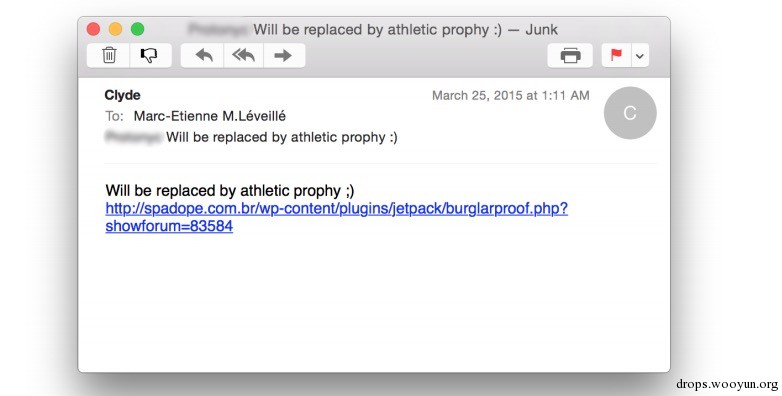 Will be replaced by athletic prophy :) — Junk
Clyde
March 25, 2015 at 1:11 AM
C
To: Marc-Etienne M.Léveillé
Will be replaced by athletic prophy :)
Will be replaced by athletic prophy ;)
http://spadope.com.br/wp-content/plugins/jetpack/burglarproof.php?
showforum=83584
drops.wooyun.org